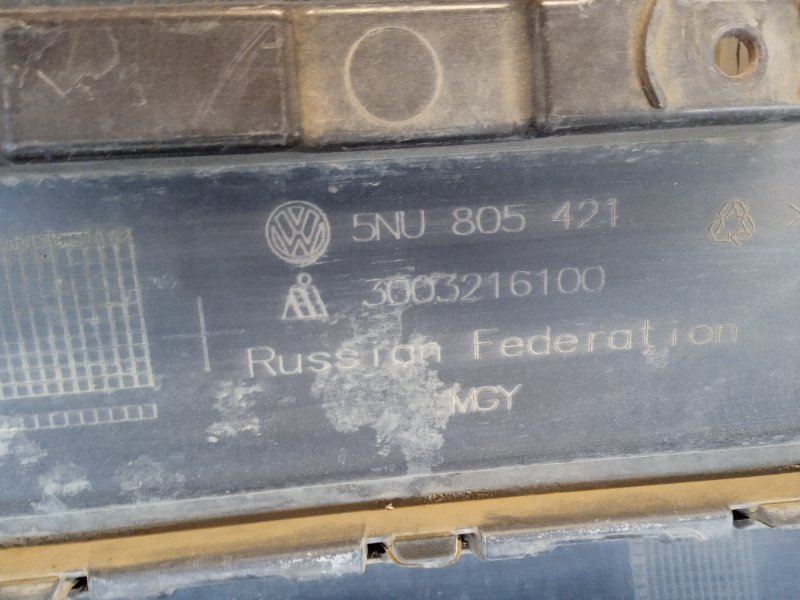 5NU 805 421
3003216100
Russian Federation
MGY